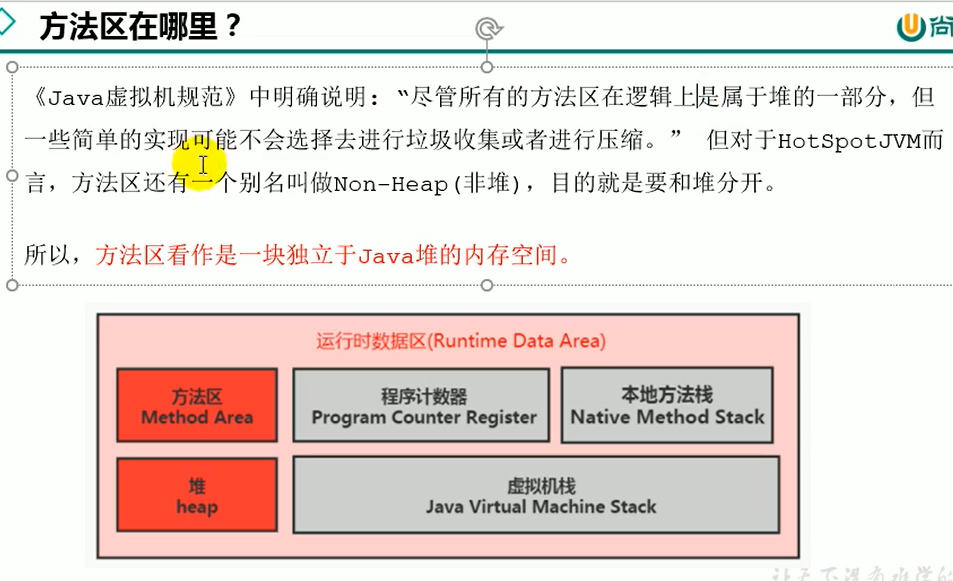 方法区在哪里？
尚
《Java虚拟机规范》中明确说明：“尽管所有的方法区在逻辑上是属于堆的一部分，但
一些简单的实现可能不会选择去进行垃圾收集或者进行压缩。” 但对于HotSpotJVM而
言，方法区还有一个别名叫做Non-Heap(非堆)，目的就是要和堆分开。
所以，方法区看作是一块独立于Java堆的内存空间。
运行时数据区(Runtime Data Area)
方法区
Method Area
程序计数器
Program Counter Register
本地方法栈
Native Method Stack
堆
heap
虚拟机栈
Java Virtual Machine Stack